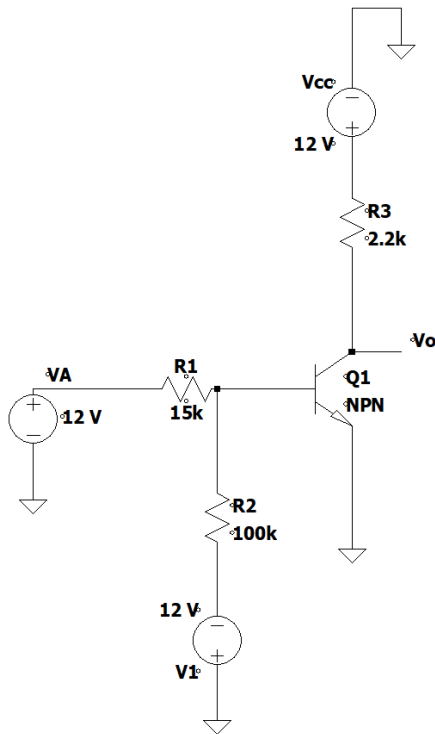 Vcc
−
+
12 V
R3
2.2k
Vo
VA
R1
Q1
+
12 V
−
15k
NPN
R2
100k
12 V
−
+
V1